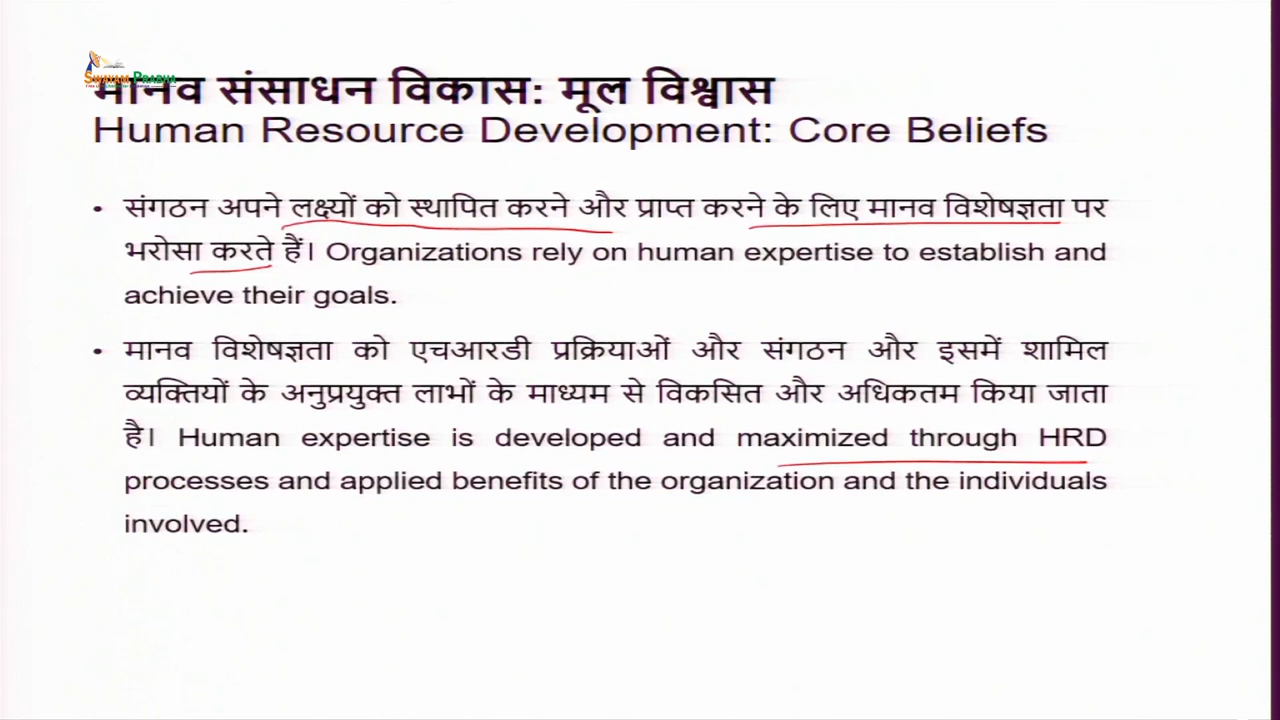 SWAYAM PRABHA
मानव संसाधन विकास: मूल विश्वास
Human Resource Development: Core Beliefs
• संगठन अपने लक्ष्यों को स्थापित करने और प्राप्त करने के लिए मानव विशेषज्ञता पर
भरोसा करते हैं। Organizations rely on human expertise to establish and
achieve their goals.
• मानव विशेषज्ञता को एचआरडी प्रक्रियाओं और संगठन और इसमें शामिल
व्यक्तियों के अनुप्रयुक्त लाभों के माध्यम से विकसित और अधिकतम किया जाता
है। Human expertise is developed and maximized through HRD
processes and applied benefits of the organization and the individuals
involved.